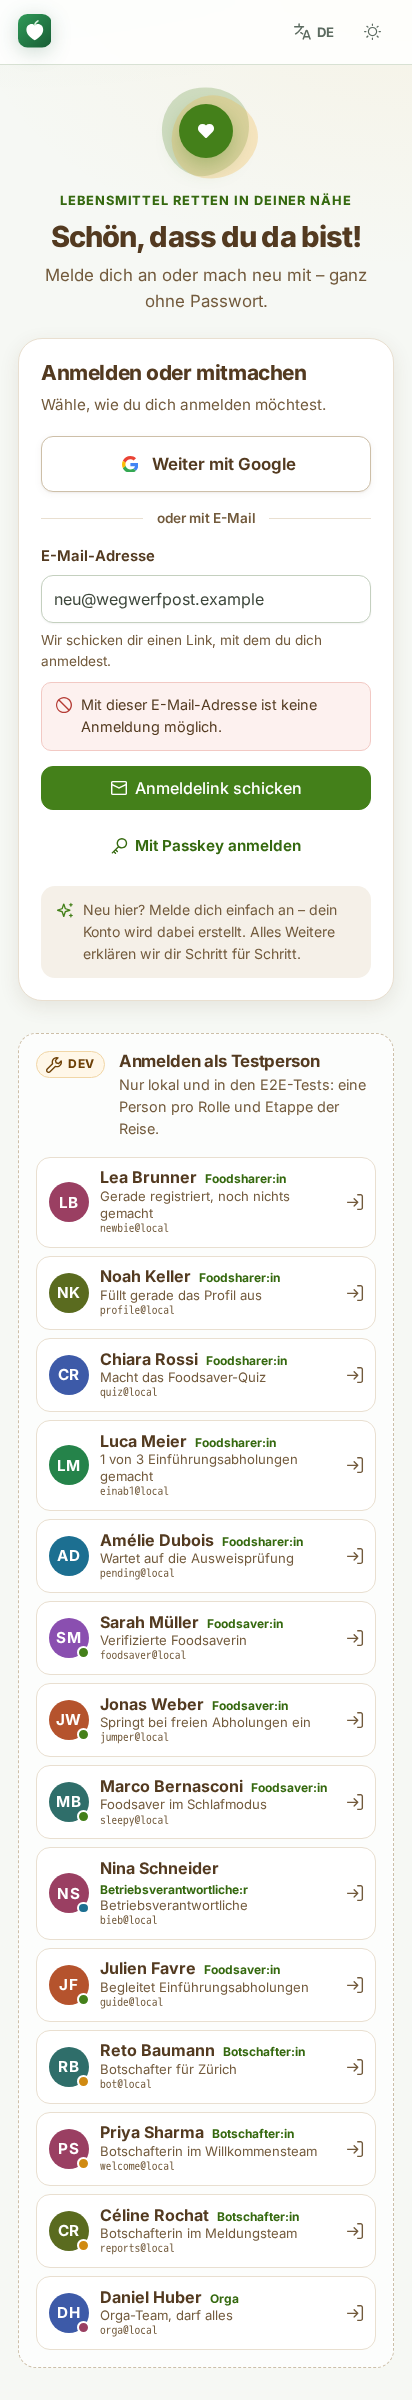 DE
LEBENSMITTEL RETTEN IN DEINER NÄHE
Schön, dass du da bist!
Melde dich an oder mach neu mit – ganz
ohne Passwort.
Anmelden oder mitmachen
Wähle, wie du dich anmelden möchtest.
Weiter mit Google
oder mit E-Mail
E-Mail-Adresse
neu@wegwerfpost.example
Wir schicken dir einen Link, mit dem du dich
anmeldest.
Mit dieser E-Mail-Adresse ist keine
Anmeldung möglich.
Anmeldelink schicken
Mit Passkey anmelden
Neu hier? Melde dich einfach an – dein
Konto wird dabei erstellt. Alles Weitere
erklären wir dir Schritt für Schritt.
DEV
Anmelden als Testperson
Nur lokal und in den E2E-Tests: eine
Person pro Rolle und Etappe der
Reise.
LB
Lea Brunner Foodsharer:in
Gerade registriert, noch nichts
gemacht
newbie@local
NK
Noah Keller Foodsharer:in
Füllt gerade das Profil aus
profile@local
CR
Chiara Rossi Foodsharer:in
Macht das Foodsaver-Quiz
quiz@local
LM
Luca Meier Foodsharer:in
1 von 3 Einführungsabholungen
gemacht
einab1@local
AD
Amélie Dubois Foodsharer:in
Wartet auf die Ausweisprüfung
pending@local
SM
Sarah Müller Foodsaver:in
Verifizierte Foodsaverin
foodsaver@local
JW
Jonas Weber Foodsaver:in
Springt bei freien Abholungen ein
jumper@local
MB
Marco Bernasconi Foodsaver:in
Foodsaver im Schlafmodus
sleepy@local
NS
Nina Schneider
Betriebsverantwortliche:r
Betriebsverantwortliche
bieb@local
JF
Julien Favre Foodsaver:in
Begleitet Einführungsabholungen
guide@local
RB
Reto Baumann Botschafter:in
Botschafter für Zürich
bot@local
PS
Priya Sharma Botschafter:in
Botschafterin im Willkommensteam
welcome@local
CR
Céline Rochat Botschafter:in
Botschafterin im Meldungsteam
reports@local
DH
Daniel Huber Orga
Orga-Team, darf alles
orga@local